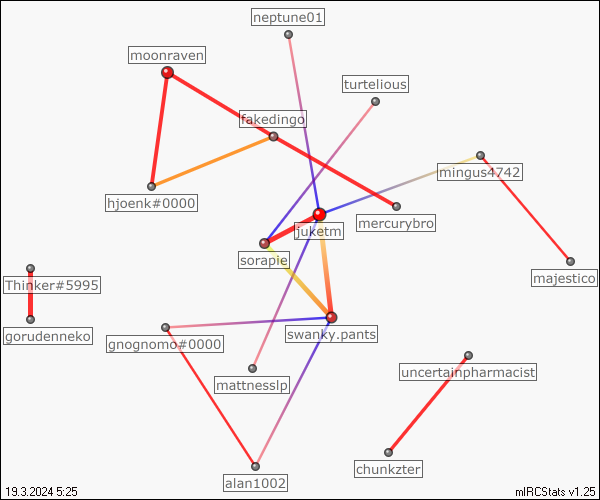 neptune01
moonraven
turtelious
fakedingo
mingus4742
hjoenk#0000
mercurybro
juketm
sorapie
majestico
Thinker#5995
gorudenneko
swanky.pants
gnognomo#0000
uncertainpharmacist
mattnesslp
chunkzter
alan1002
19.3.2024 5:25
mIRCStats v1.25